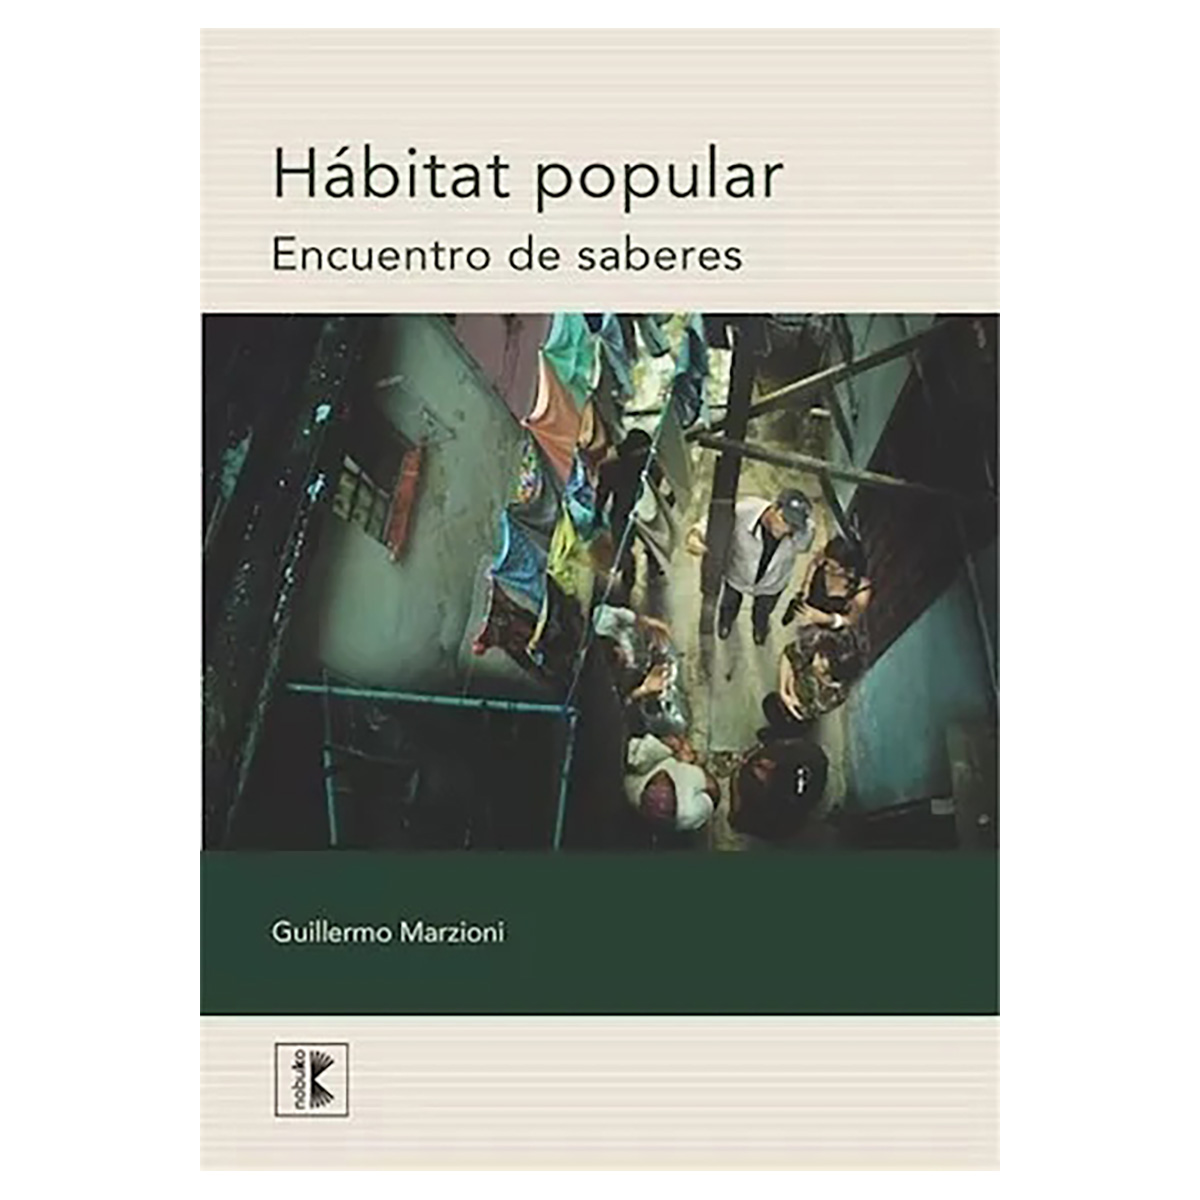 Hábitat popular
Encuentro de saberes
Guillermo Marzioni
nobuko